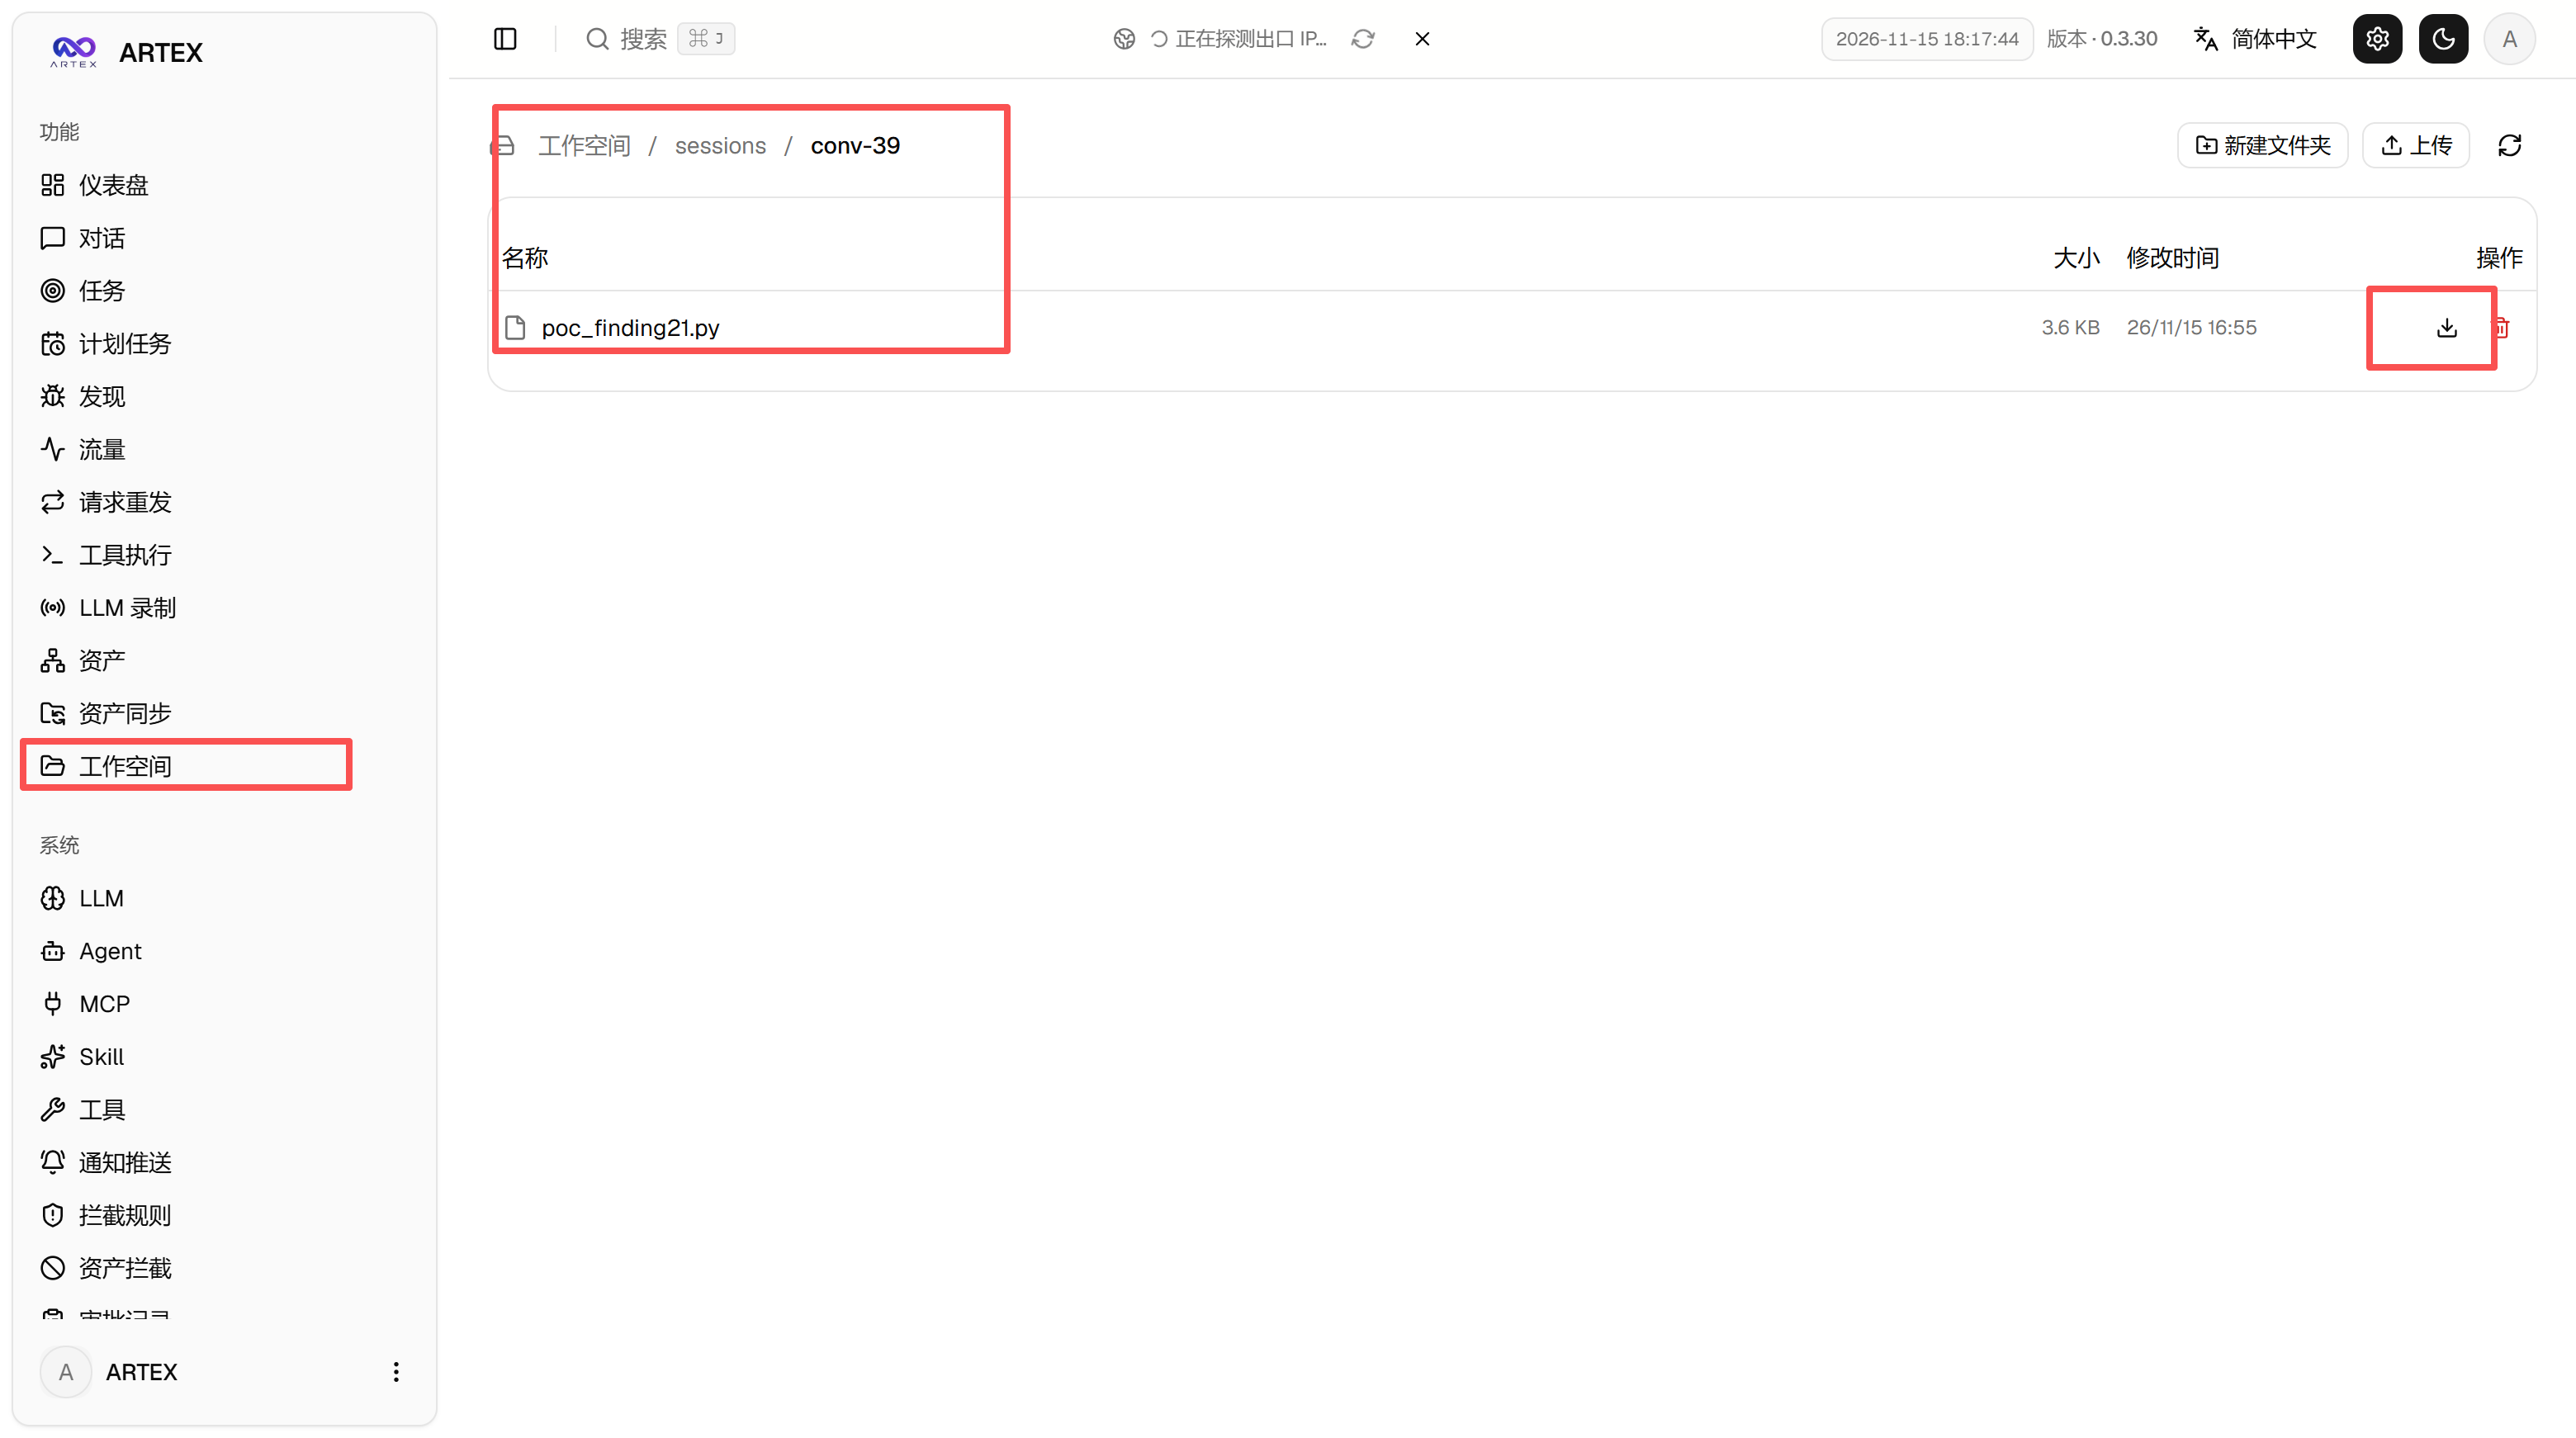 ARTEX
ARTEX
功能
仪表盘
对话
任务
计划任务
发现
流量
请求重发
工具执行
LLM 录制
资产
资产同步
工作空间
系统
LLM
Agent
MCP
Skill
工具
通知推送
拦截规则
资产拦截
审批记录
A ARTEX
搜索 ⌘ J
正在探测出口 IP...
2026-11-15 18:17:44 版本 · 0.3.30 简体中文 A
工作空间 / sessions / conv-39
新建文件夹 上传
名称 大小 修改时间 操作
poc_finding21.py 3.6 KB 26/11/15 16:55